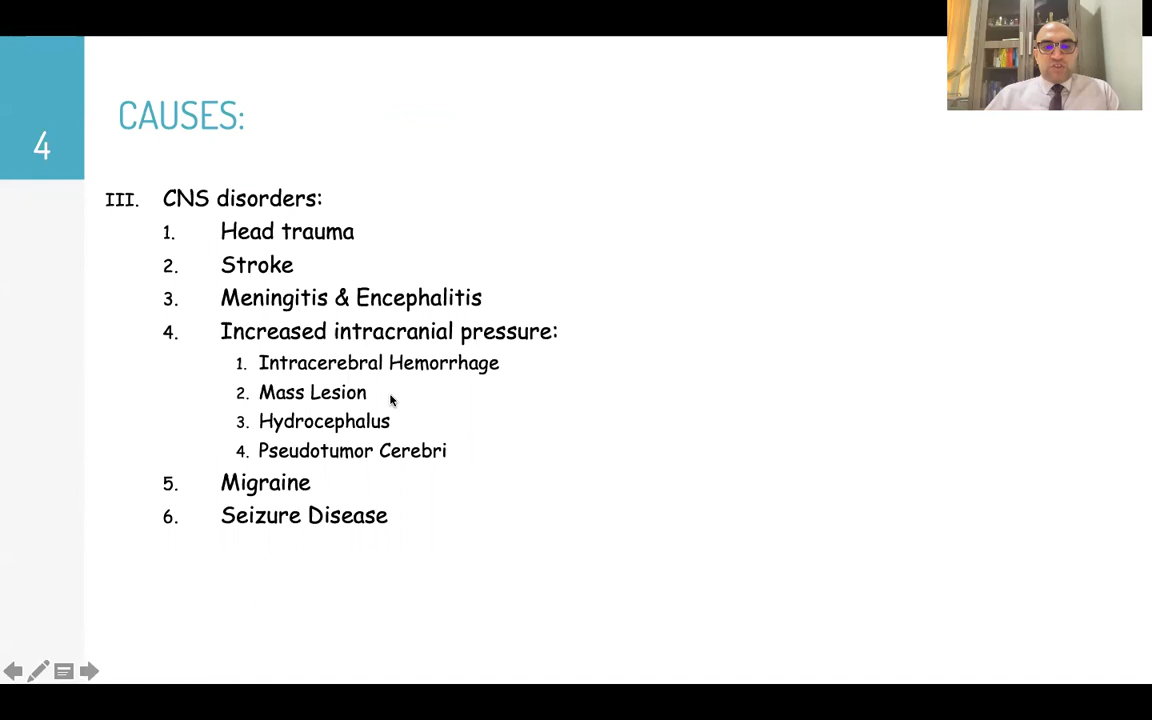 4
CAUSES:
III. CNS disorders:
1. Head trauma
2. Stroke
3. Meningitis & Encephalitis
4. Increased intracranial pressure:
1. Intracerebral Hemorrhage
2. Mass Lesion
3. Hydrocephalus
4. Pseudotumor Cerebri
5. Migraine
6. Seizure Disease